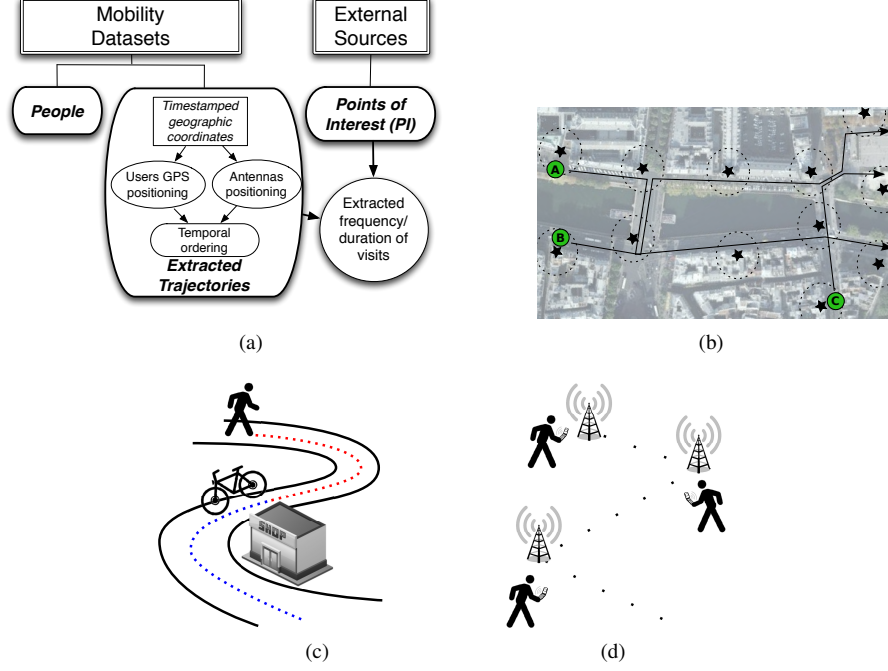 Mobility
Datasets
External
Sources
People
Timestamped
geographic
coordinates
Users GPS
positioning
Antennas
positioning
Temporal
ordering
Extracted
Trajectories
Points of
Interest (PI)
Extracted
frequency/
duration of
visits
(a)
A
B
C
(b)
SHOP
(c)
(d)